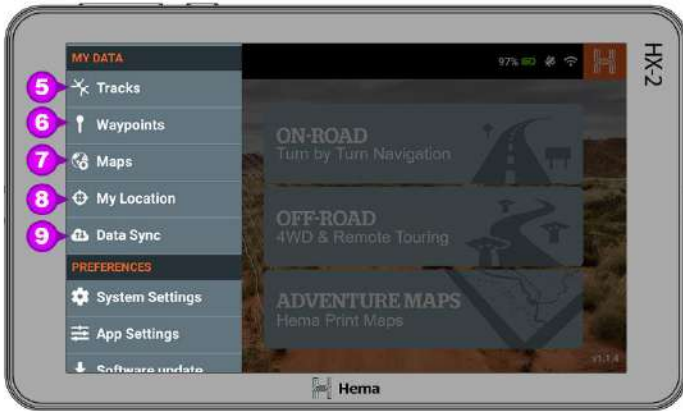 MY DATA
97%
HX-2
5 Tracks
6 Waypoints
7 Maps
8 My Location
9 Data Sync
PREFERENCES
System Settings
App Settings
Software update
ON-ROAD
Turn by Turn Navigation
OFF-ROAD
4WD & Remote Touring
ADVENTURE MAPS
Hema Print Maps
v1.1.4
Hema